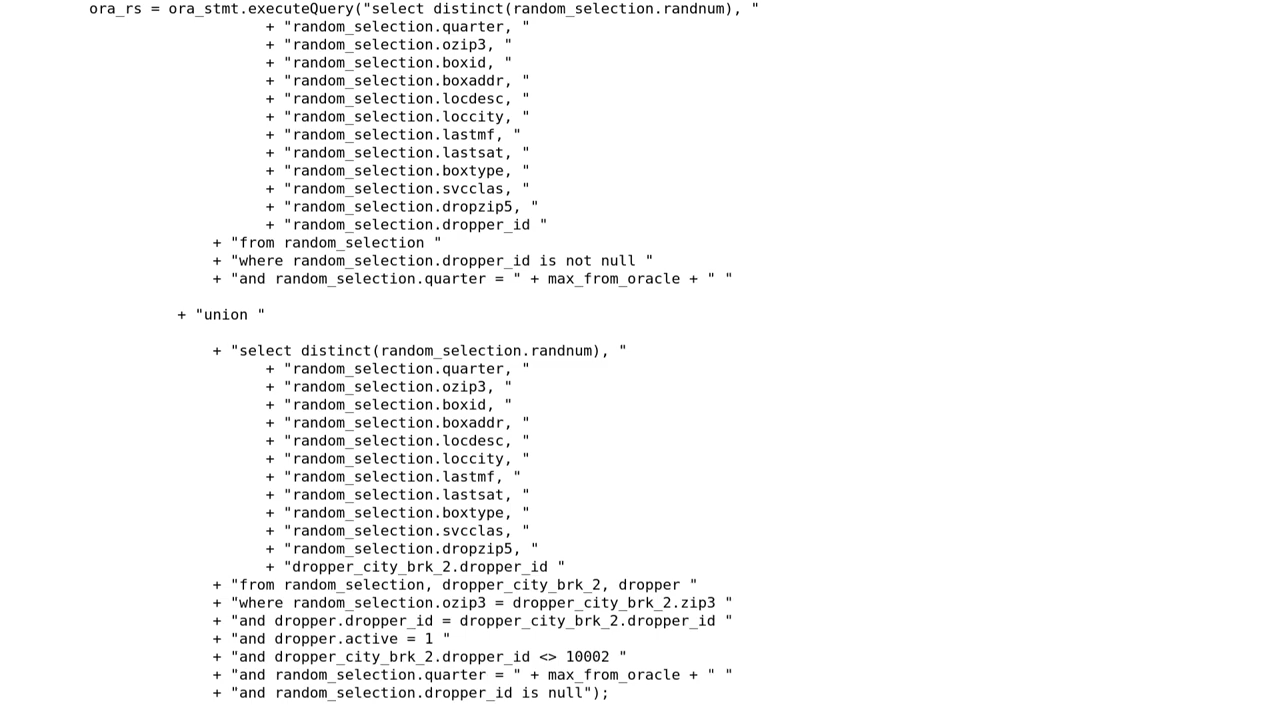 ora_rs = ora_stmt.executeQuery("select distinct(random_selection.randnum), "
+ "random_selection.quarter, "
+ "random_selection.ozip3, "
+ "random_selection.boxid, "
+ "random_selection.boxaddr, "
+ "random_selection.locdesc, "
+ "random_selection.loccity, "
+ "random_selection.lastmf, "
+ "random_selection.lastsat, "
+ "random_selection.boxtype, "
+ "random_selection.svcclas, "
+ "random_selection.dropzip5, "
+ "random_selection.dropper_id "
+ "from random_selection "
+ "where random_selection.dropper_id is not null "
+ "and random_selection.quarter = " + max_from_oracle + " "
+ "union "
+ "select distinct(random_selection.randnum), "
+ "random_selection.quarter, "
+ "random_selection.ozip3, "
+ "random_selection.boxid, "
+ "random_selection.boxaddr, "
+ "random_selection.locdesc, "
+ "random_selection.loccity, "
+ "random_selection.lastmf, "
+ "random_selection.lastsat, "
+ "random_selection.boxtype, "
+ "random_selection.svcclas, "
+ "random_selection.dropzip5, "
+ "dropper_city_brk_2.dropper_id "
+ "from random_selection, dropper_city_brk_2, dropper "
+ "where random_selection.ozip3 = dropper_city_brk_2.zip3 "
+ "and dropper.dropper_id = dropper_city_brk_2.dropper_id "
+ "and dropper.active = 1 "
+ "and dropper_city_brk_2.dropper_id <> 10002 "
+ "and random_selection.quarter = " + max_from_oracle + " "
+ "and random_selection.dropper_id is null");